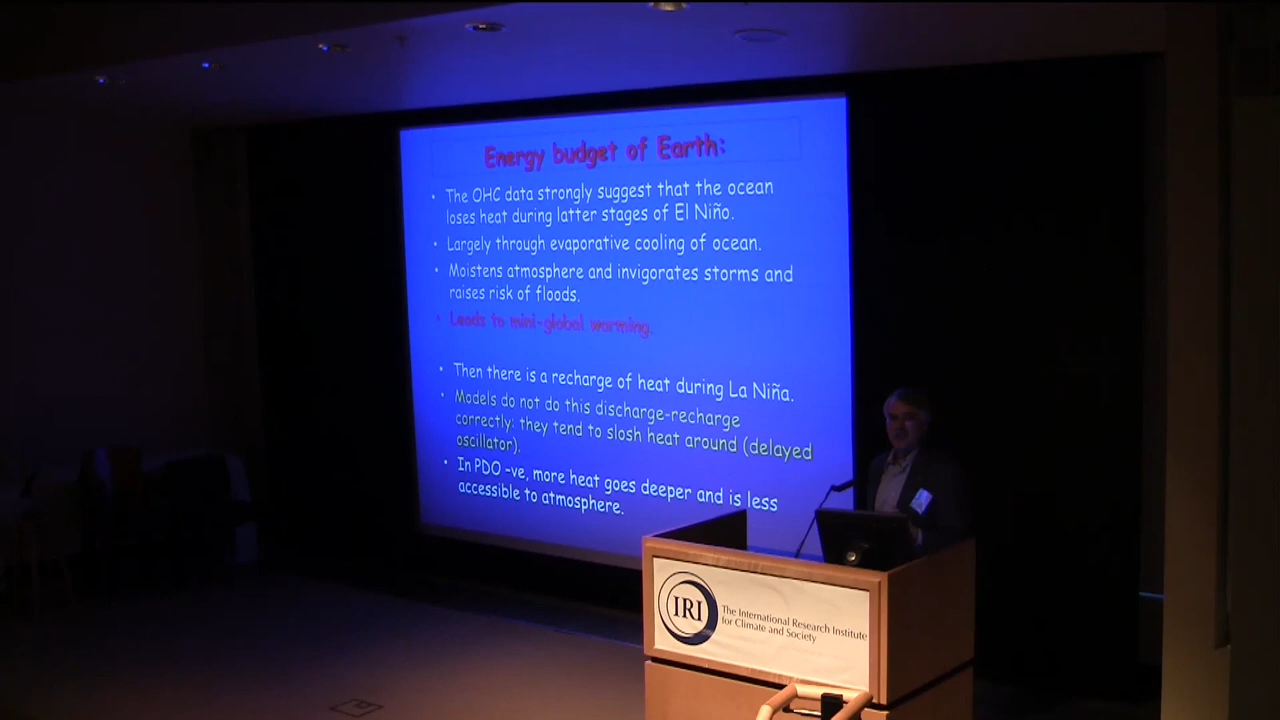 Energy budget of Earth:
• The OHC data strongly suggest that the ocean
loses heat during latter stages of El Niño.
• Largely through evaporative cooling of ocean.
• Moistens atmosphere and invigorates storms and
raises risk of floods.
• Leads to mini-global warming.
• Then there is a recharge of heat during La Niña.
• Models do not do this discharge-recharge
correctly: they tend to slosh heat around (delayed
oscillator).
• In PDO –ve, more heat goes deeper and is less
accessible to atmosphere.
IRI
The International Research Institute
for Climate and Society